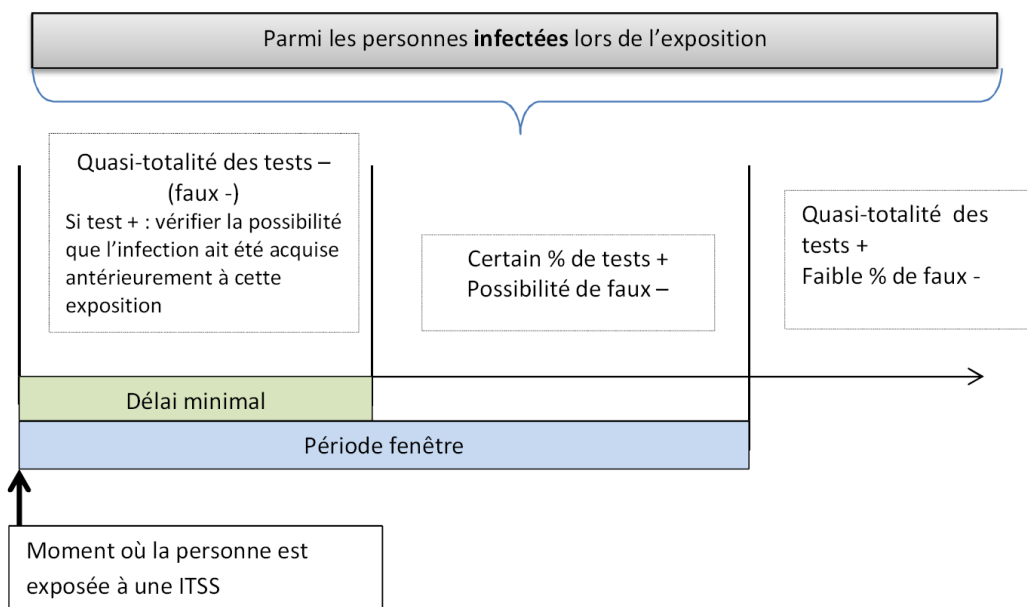 Parmi les personnes infectées lors de l’exposition
Quasi-totalité des tests –
(faux -)
Si test + : vérifier la possibilité
que l’infection ait été acquise
antérieurement à cette
exposition
Certain % de tests +
Possibilité de faux –
Quasi-totalité des
tests +
Faible % de faux -
Délai minimal
Période fenêtre
Moment où la personne est
exposée à une ITSS